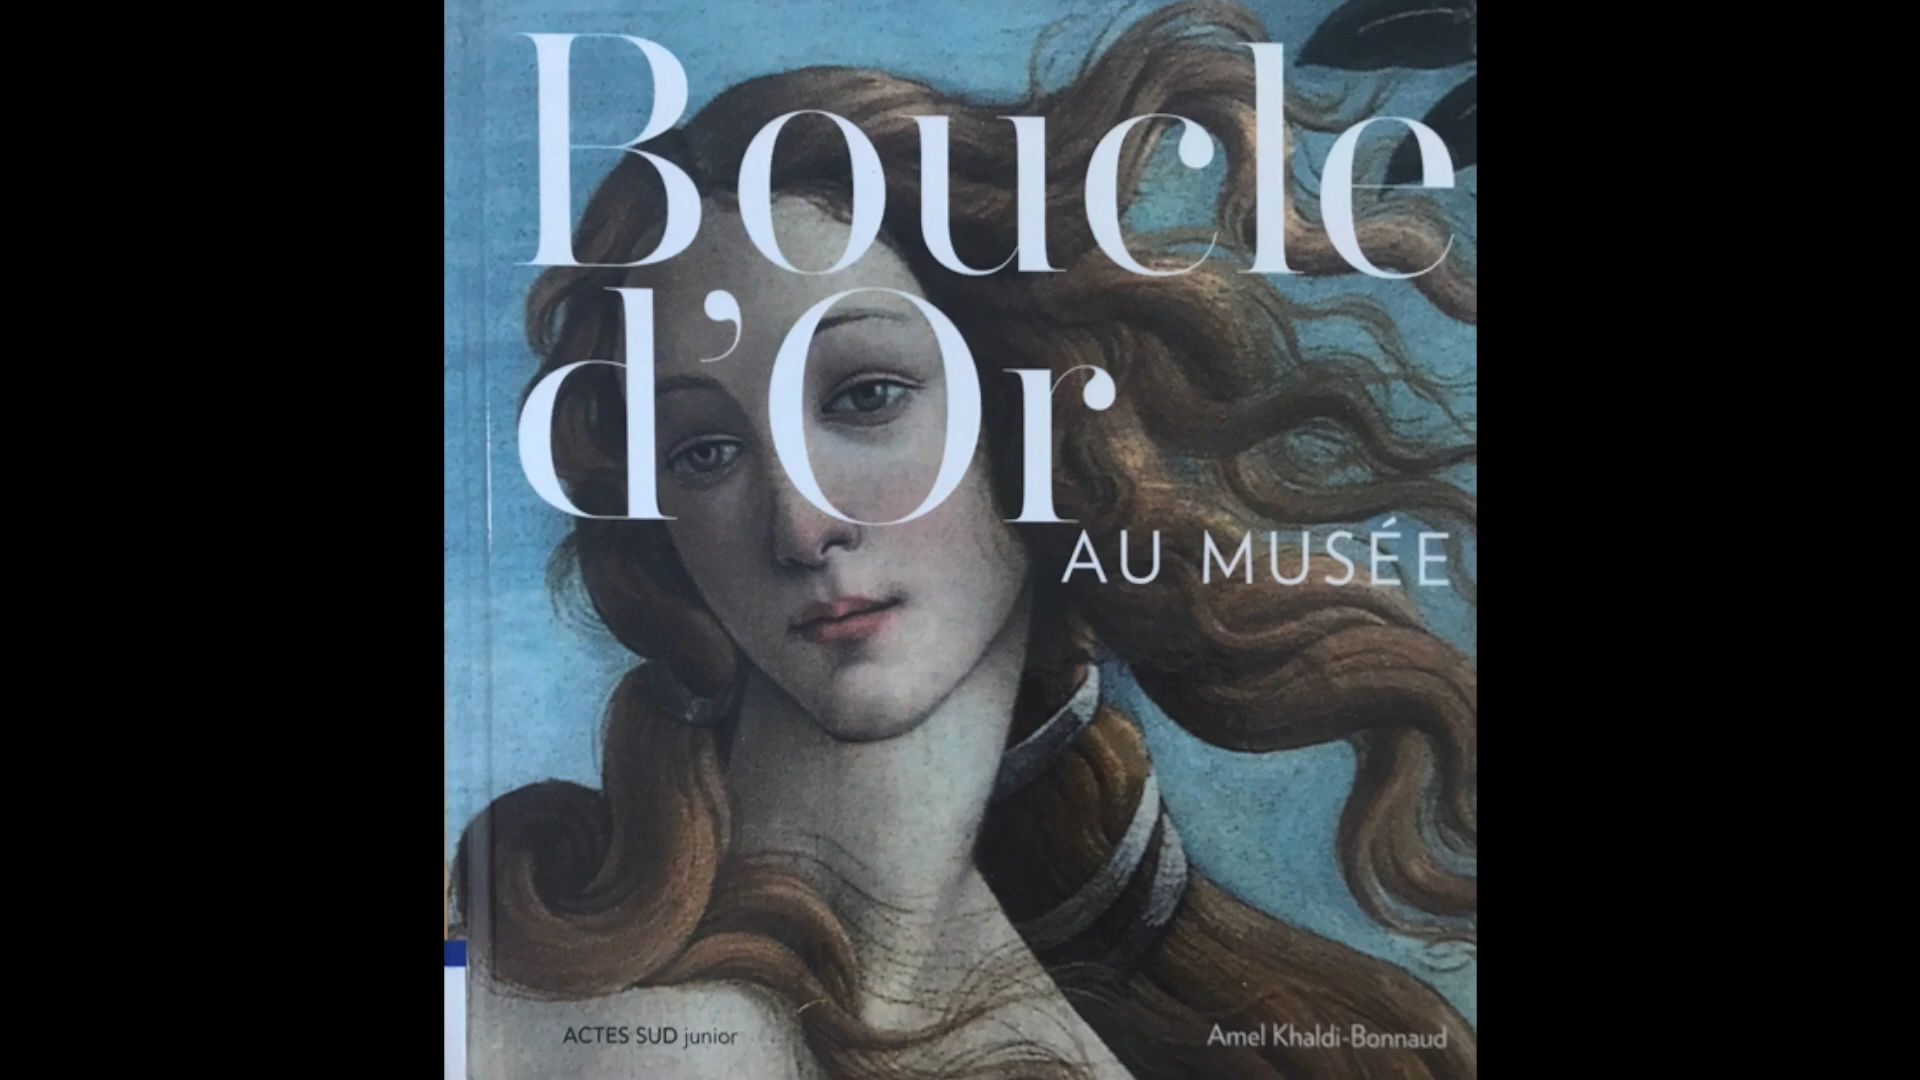 Boucle
d'Or
AU MUSÉE
ACTES SUD junior
Amel Khaldi-Bonnaud